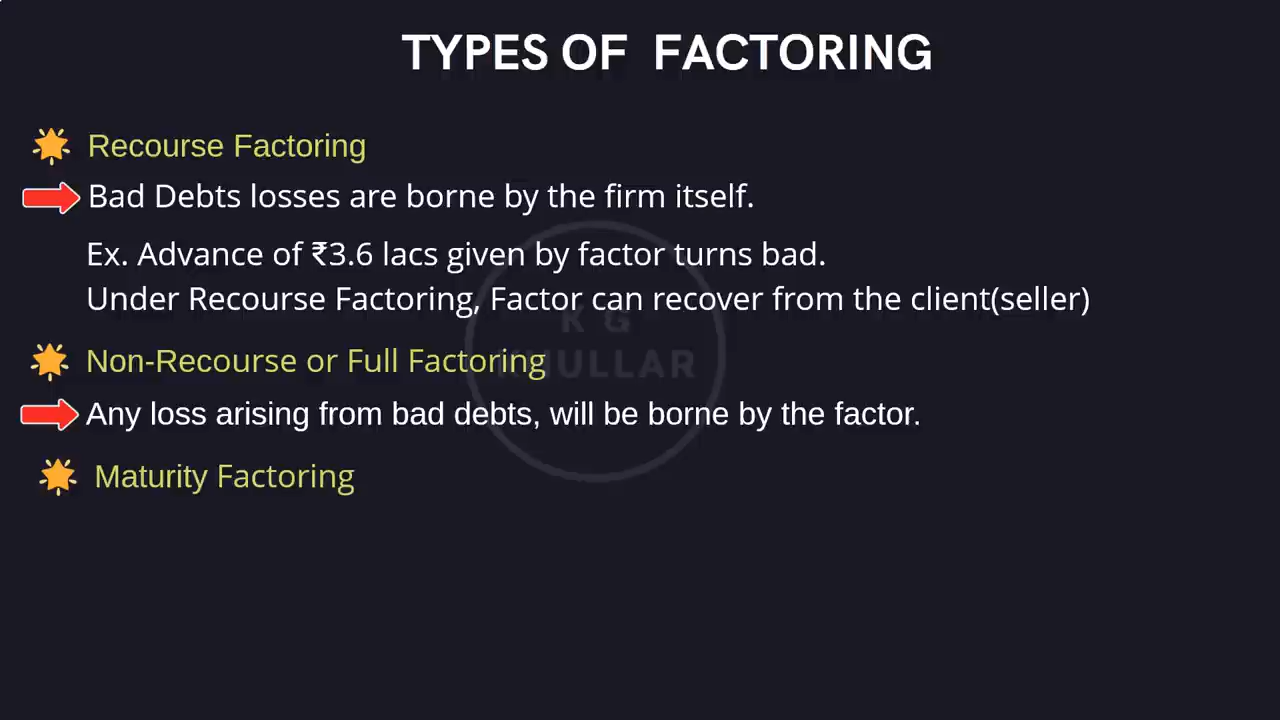 TYPES OF FACTORING
Recourse Factoring
Bad Debts losses are borne by the firm itself.
Ex. Advance of ₹3.6 lacs given by factor turns bad.
Under Recourse Factoring, Factor can recover from the client(seller)
K G
KHULLAR
Non-Recourse or Full Factoring
Any loss arising from bad debts, will be borne by the factor.
Maturity Factoring